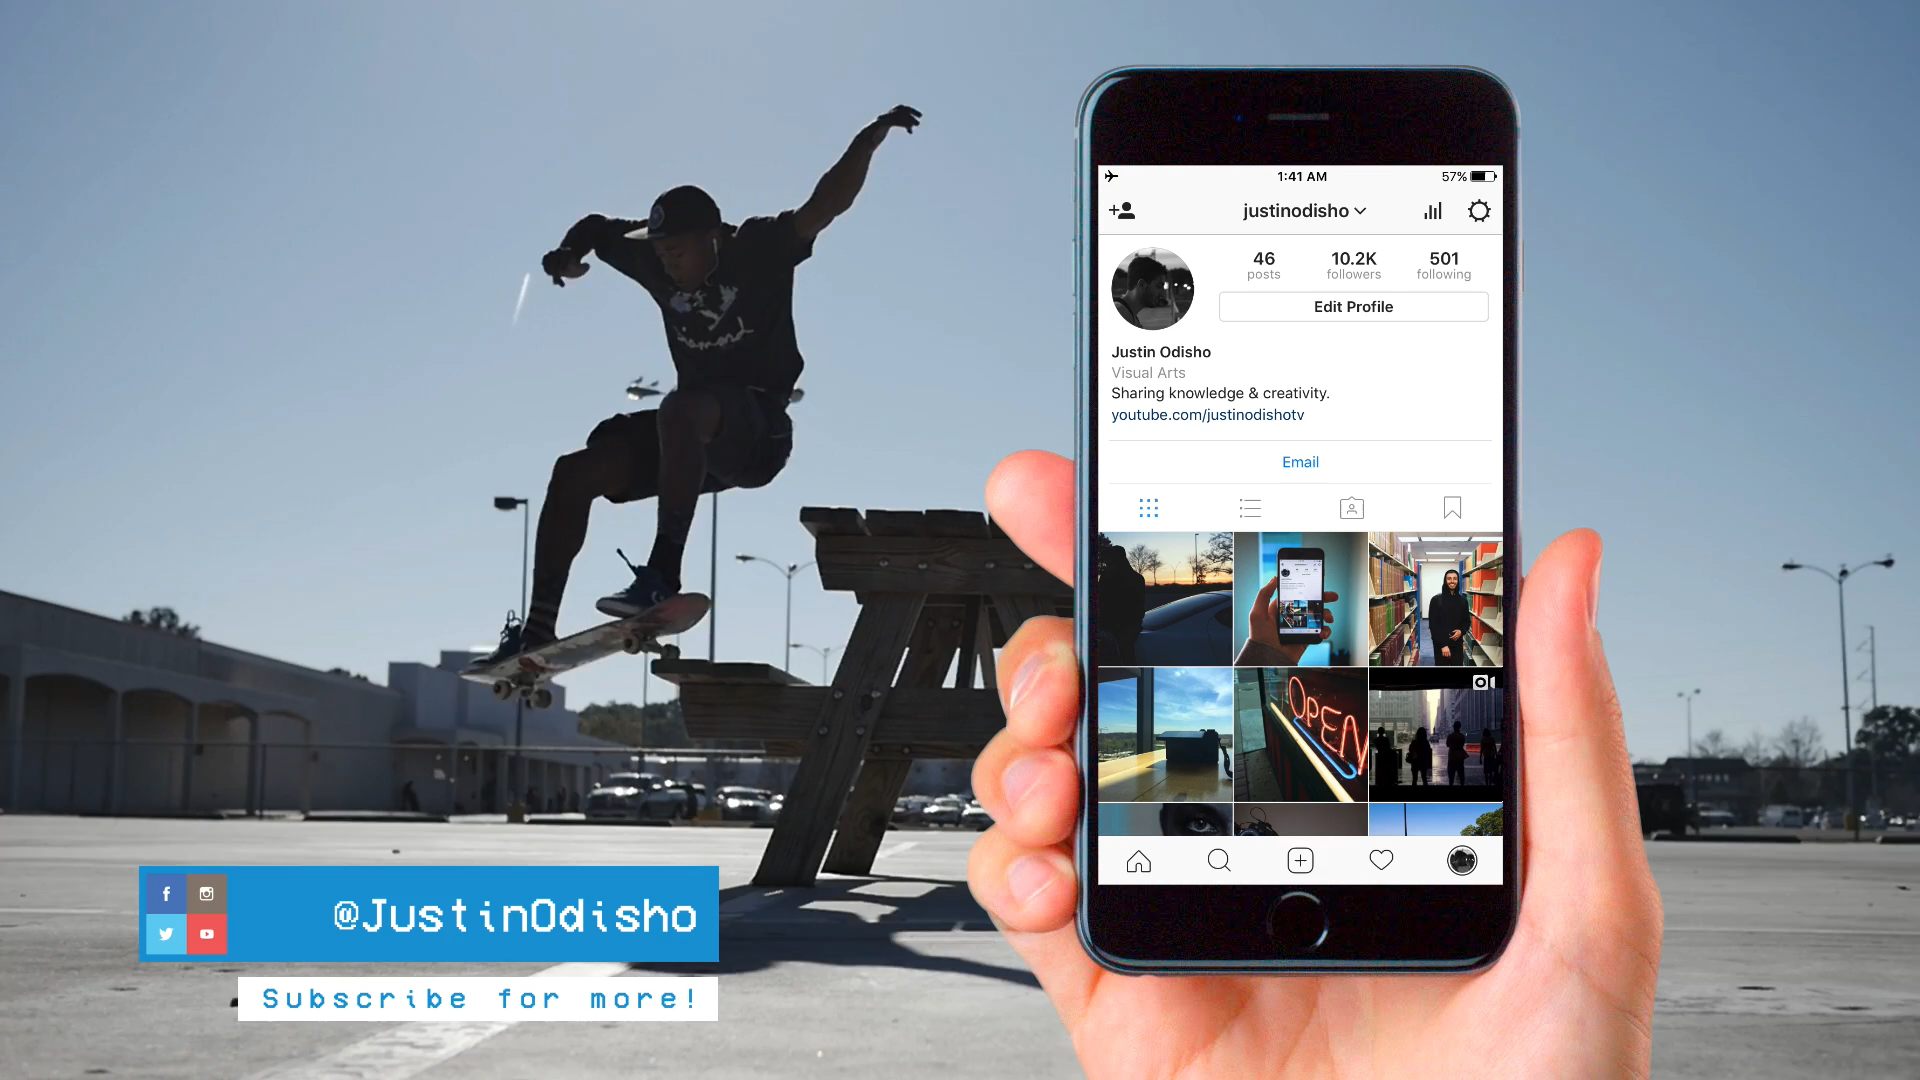 1:41 AM
57%
justinodisho
46 10.2K 501
posts followers following
Edit Profile
Justin Odisho
Visual Arts
Sharing knowledge & creativity.
youtube.com/justinodishotv
Email
OPEN
@JustinOdisho
Subscribe for more!